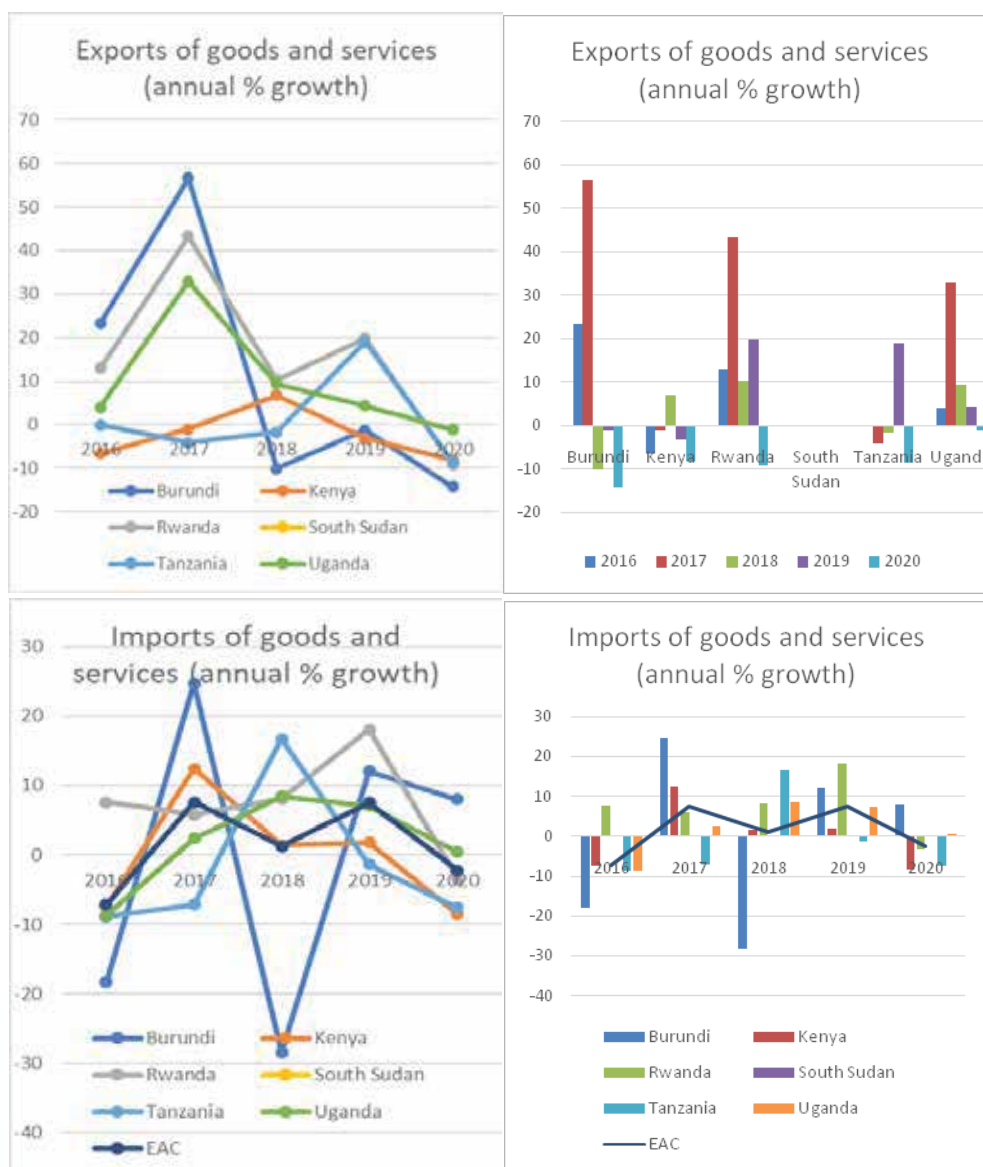 Exports of goods and services
(annual % growth)
70
60
50
40
30
20
10
0
-10
-20
2016 2017 2018 2019 2020
Burundi Kenya
Rwanda South Sudan
Tanzania Uganda
Exports of goods and services
(annual % growth)
70
60
50
40
30
20
10
0
-10
-20
Burundi Kenya Rwanda South Tanzania Ugand
Sudan
2016 2017 2018 2019 2020
Imports of goods and
services (annual % growth)
30
20
10
0
-10
-20
-30
-40
2016 2017 2018 2019 2020
Burundi Kenya
Rwanda South Sudan
Tanzania Uganda
EAC
Imports of goods and services
(annual % growth)
30
20
10
0
-10
-20
-30
-40
2016 2017 2018 2019 2020
Burundi Kenya
Rwanda South Sudan
Tanzania Uganda
EAC